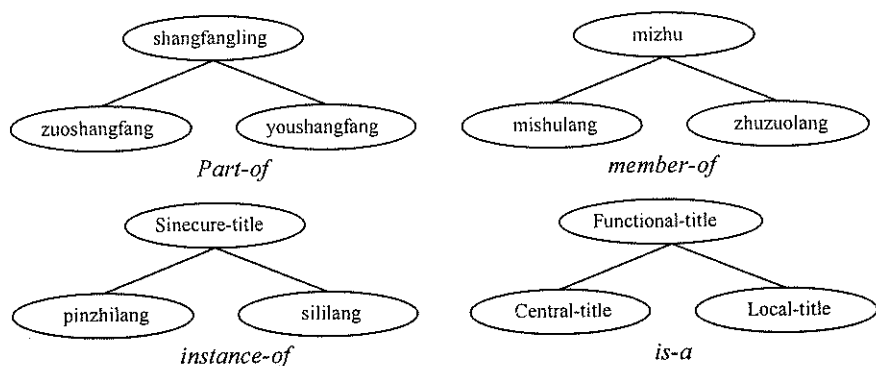 shangfangling
zuoshangfang
youshangfang
Part-of
mizhu
mishulang
zhuzuolang
member-of
Sinecure-title
pinzhilang
sililang
instance-of
Functional-title
Central-title
Local-title
is-a